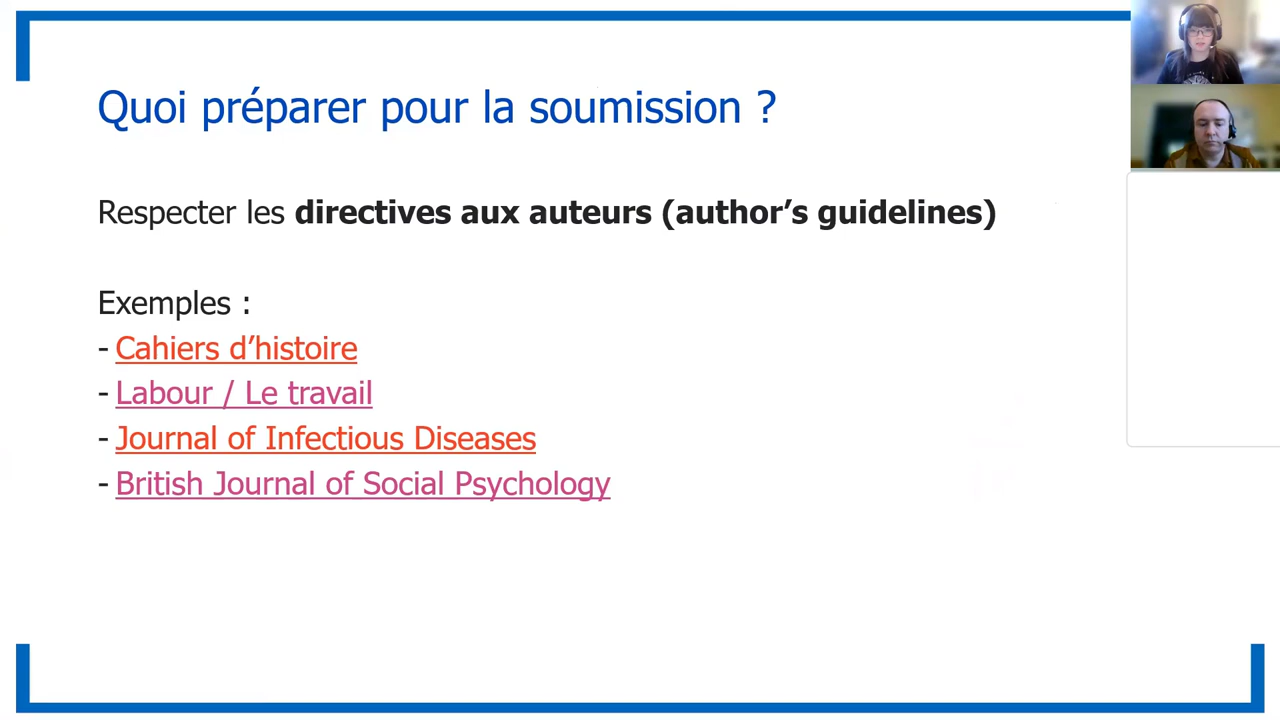 Quoi préparer pour la soumission ?
Respecter les directives aux auteurs (author’s guidelines)
Exemples :
- Cahiers d’histoire
- Labour / Le travail
- Journal of Infectious Diseases
- British Journal of Social Psychology